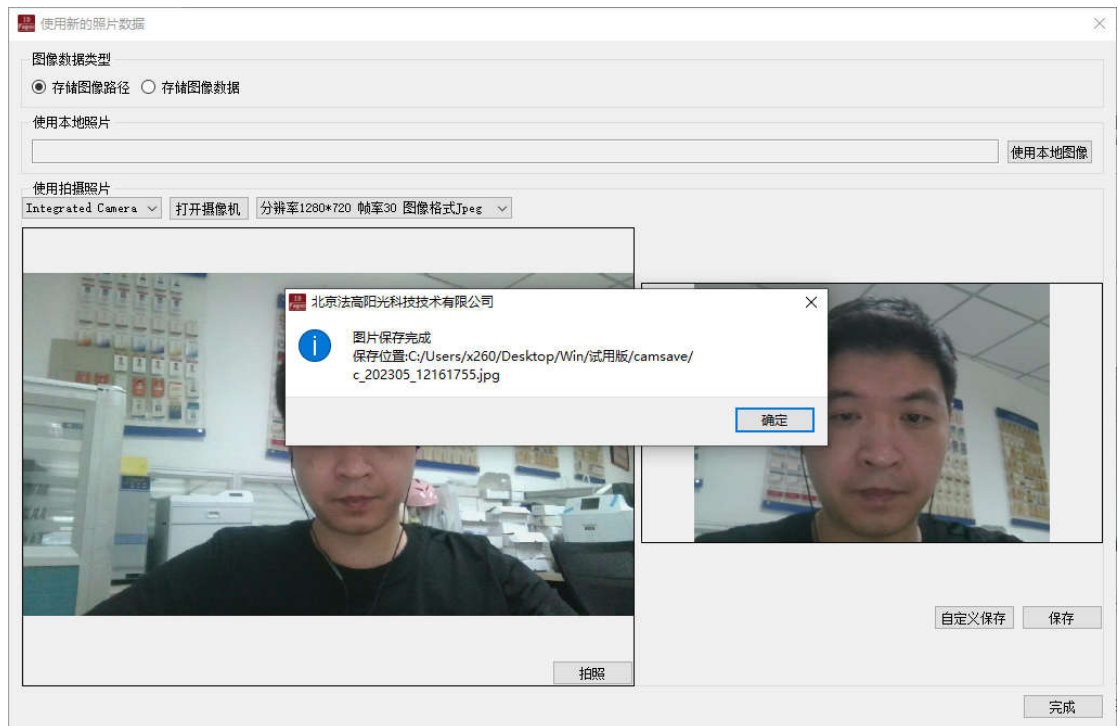 使用新的照片数据
图像数据类型
存储图像路径 存储图像数据
使用本地照片
使用本地图像
使用拍摄照片
Integrated Camera 打开摄像机 分辨率1280*720 帧率30 图像格式Jpeg
北京法高阳光科技技术有限公司
图片保存完成
保存位置:C:/Users/x260/Desktop/Win/试用版/camsave/
c_202305_12161755.jpg
确定
自定义保存 保存
拍照
完成